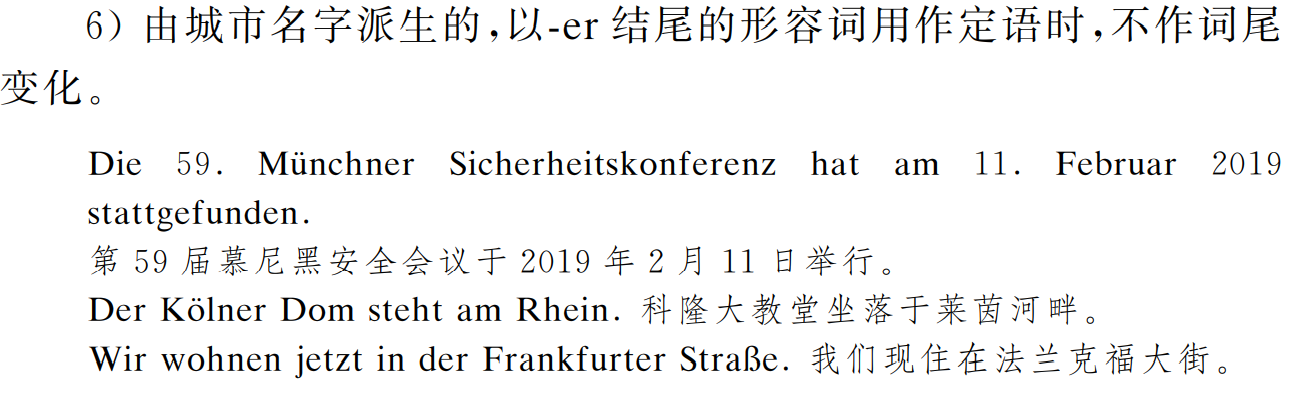 6）由城市名字派生的,以-er 结尾的形容词用作定语时,不作词尾
变化。
Die 59. Münchner Sicherheitskonferenz hat am 11. Februar 2019
stattgefunden.
第 59 届慕尼黑安全会议于 2019 年 2 月 11 日举行。
Der Kölner Dom steht am Rhein. 科隆大教堂坐落于莱茵河畔。
Wir wohnen jetzt in der Frankfurter Straße. 我们现住在法兰克福大街。